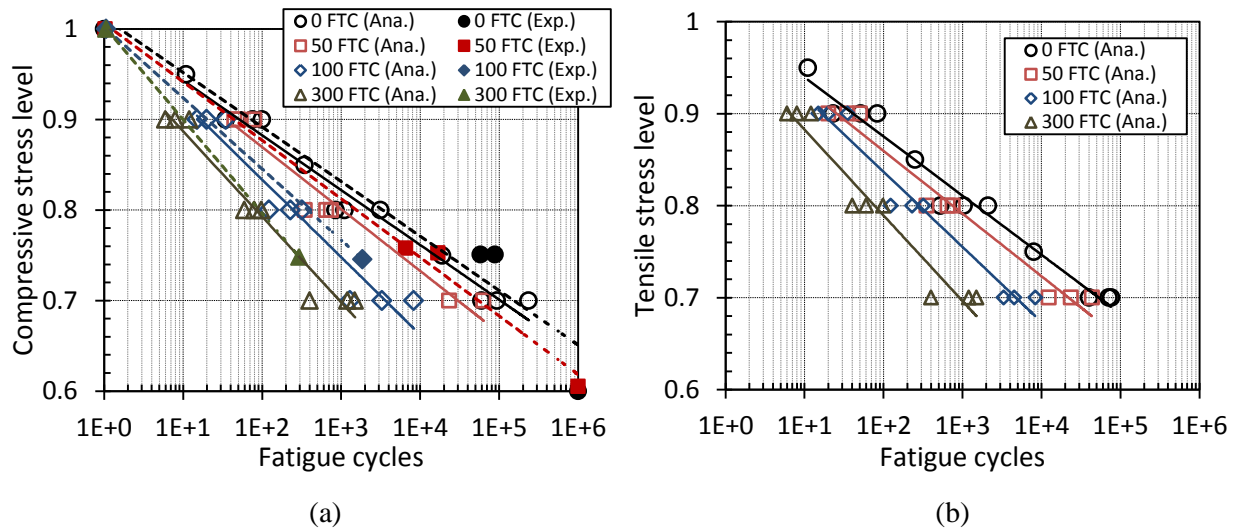 0 FTC (Ana.) 0 FTC (Exp.)
50 FTC (Ana.) 50 FTC (Exp.)
100 FTC (Ana.) 100 FTC (Exp.)
300 FTC (Ana.) 300 FTC (Exp.)
Compressive stress level
1
0.9
0.8
0.7
0.6
1E+0 1E+1 1E+2 1E+3 1E+4 1E+5 1E+6
Fatigue cycles
(a)
0 FTC (Ana.)
50 FTC (Ana.)
100 FTC (Ana.)
300 FTC (Ana.)
Tensile stress level
1
0.9
0.8
0.7
0.6
1E+0 1E+1 1E+2 1E+3 1E+4 1E+5 1E+6
Fatigue cycles
(b)